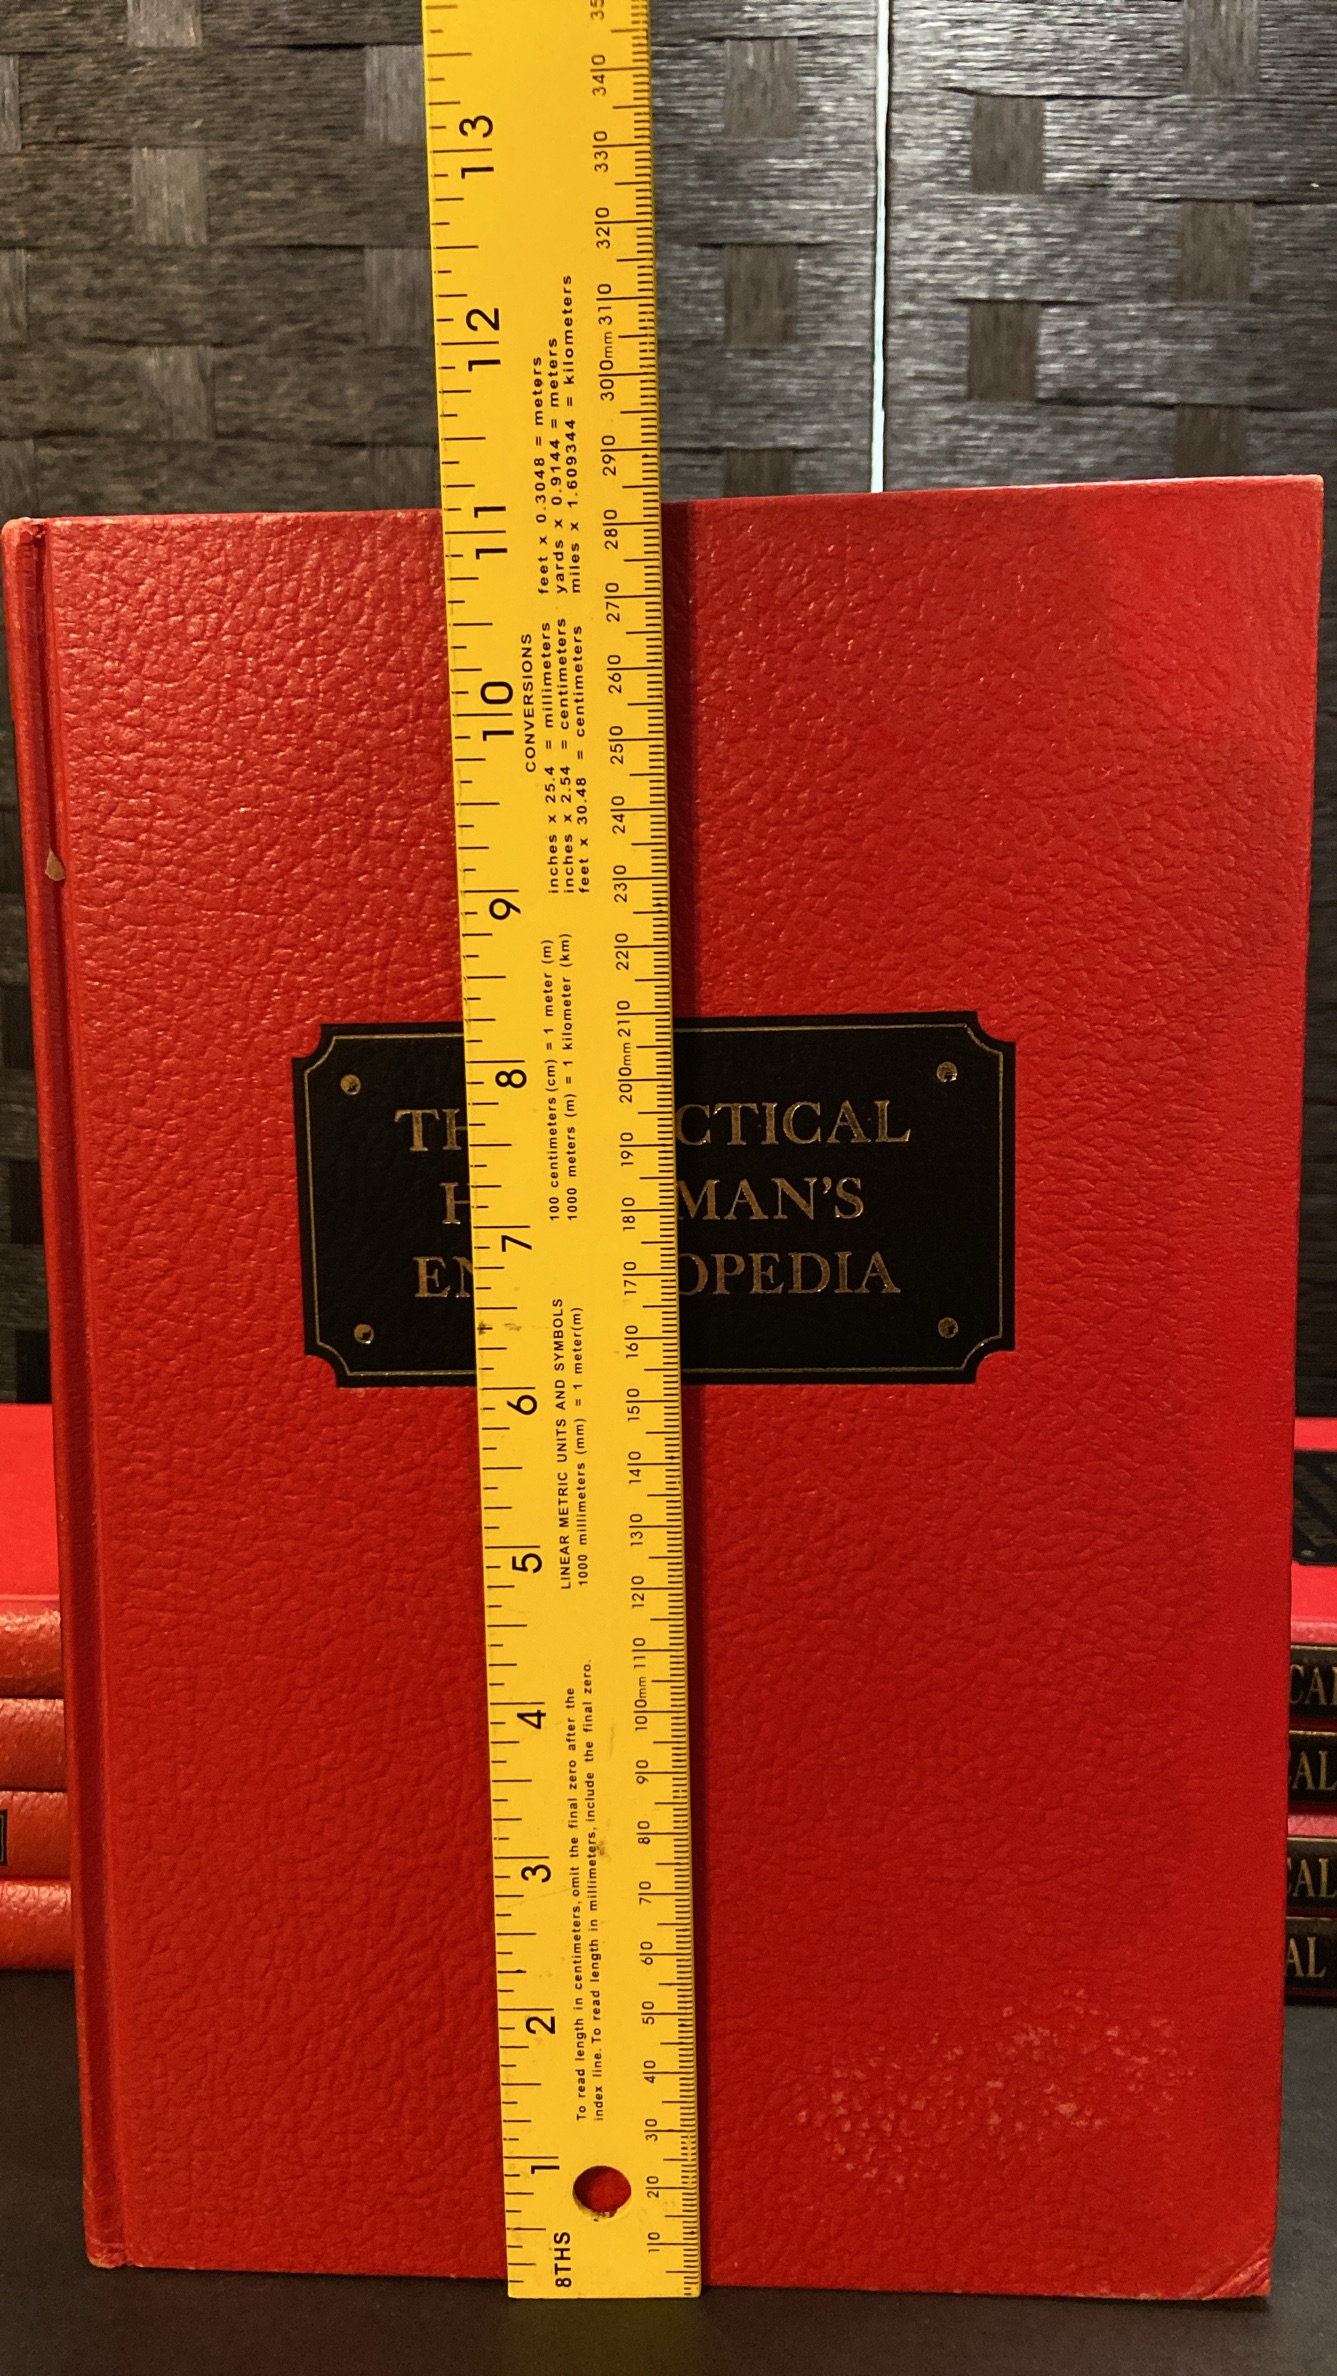 TH CTICAL
H MAN'S
EN OPEDIA
8THS
1 2 3 4 5 6 7 8 9 10 11 12 13
To read length in centimeters, omit the final zero after the
index line. To read length in millimeters, include the final zero.
LINEAR METRIC UNITS AND SYMBOLS
1000 millimeters (mm) = 1 meter(m)
100 centimeters (cm) = 1 meter (m)
1000 meters (m) = 1 kilometer (km)
CONVERSIONS
inches x 25.4 = millimeters
inches x 2.54 = centimeters
feet x 30.48 = centimeters
feet x 0.3048 = meters
yards x 0.9144 = meters
miles x 1.609344 = kilometers
10 20 30 40 50 60 70 80 90 100mm 110 120 130 140 150 160 170 180 190 200mm 210 220 230 240 250 260 270 280 290 300mm 310 320 330 340 35
CAL
CAL
CAL
AL